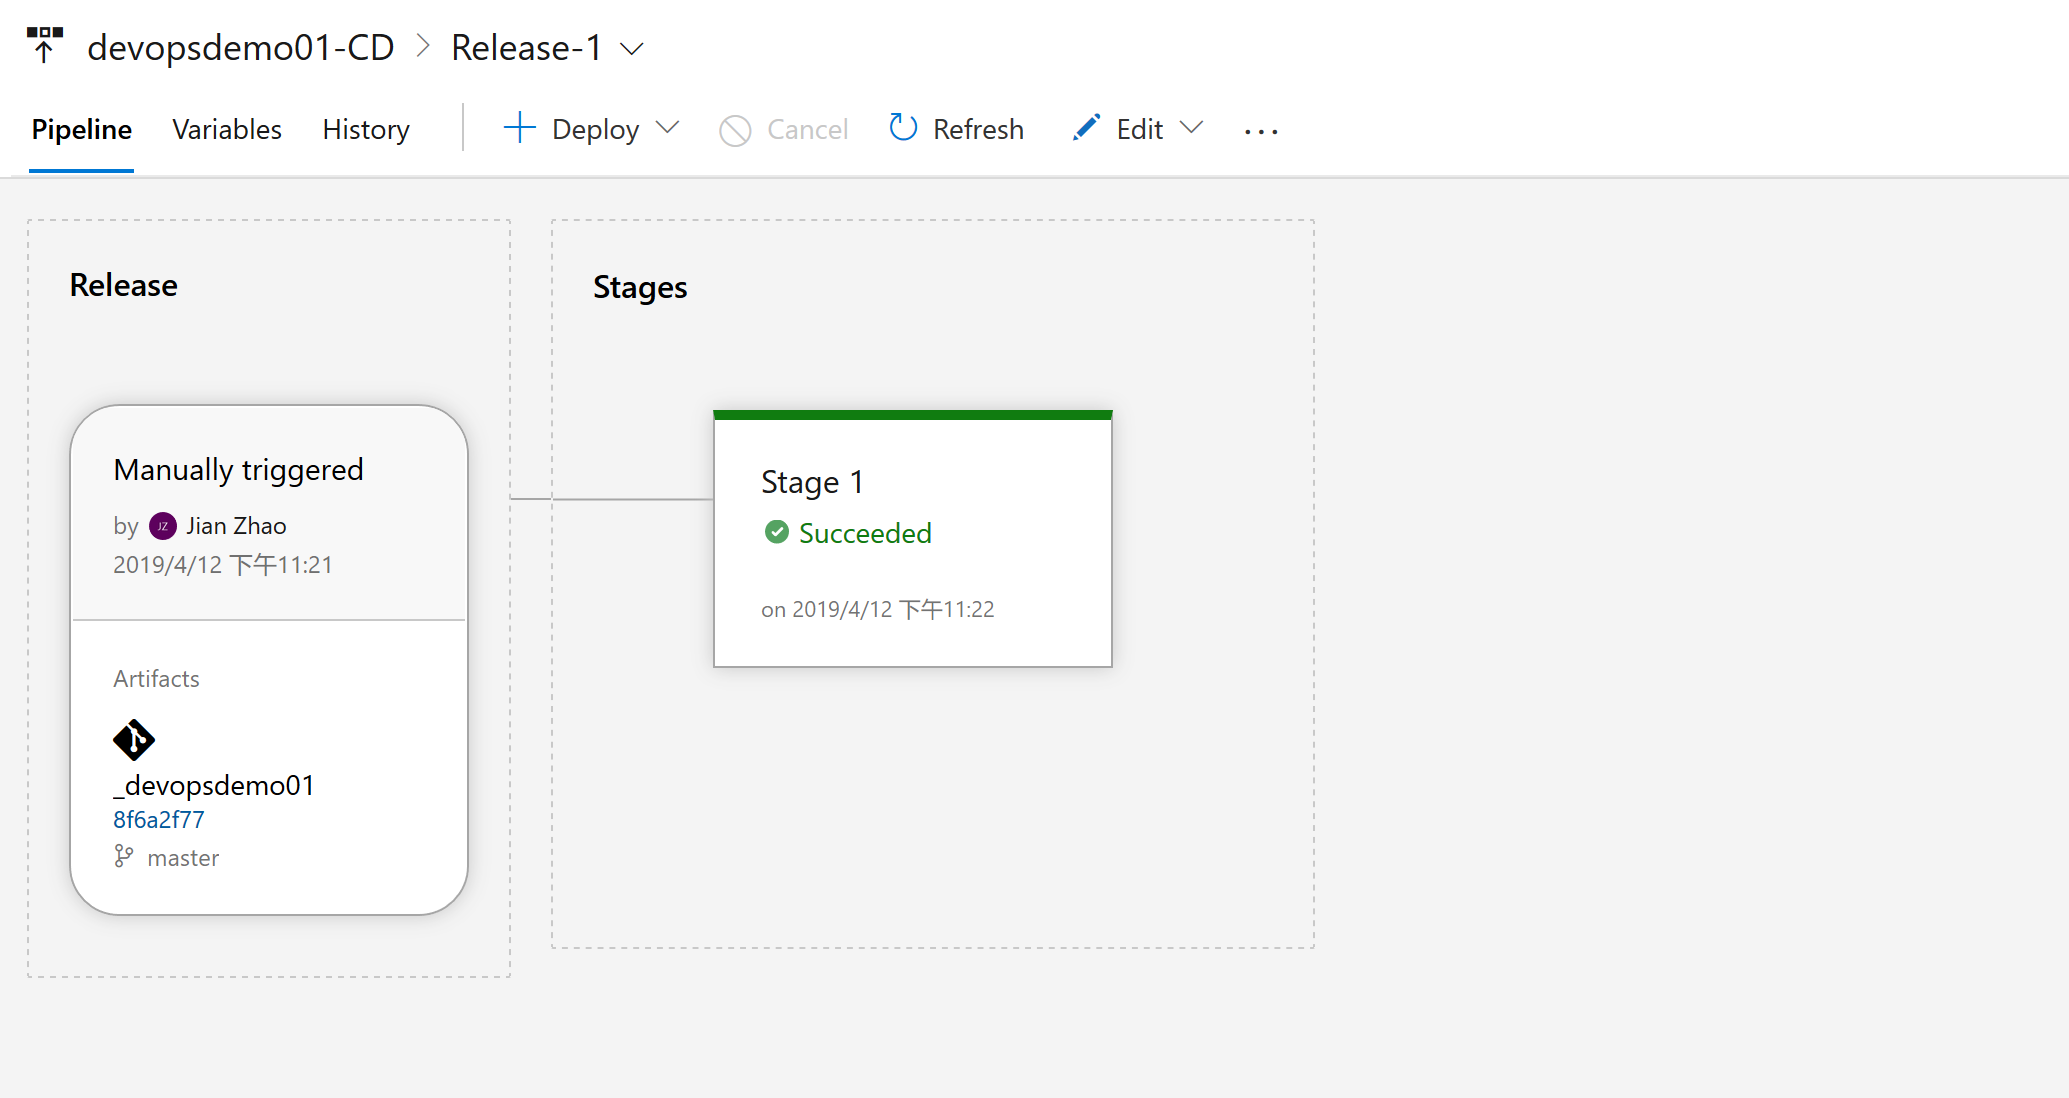 devopsdemo01-CD > Release-1
Pipeline Variables History Deploy Cancel Refresh Edit ...
Release
Manually triggered
by JZ Jian Zhao
2019/4/12 下午11:21
Artifacts
_devopsdemo01
8f6a2f77
master
Stages
Stage 1
Succeeded
on 2019/4/12 下午11:22